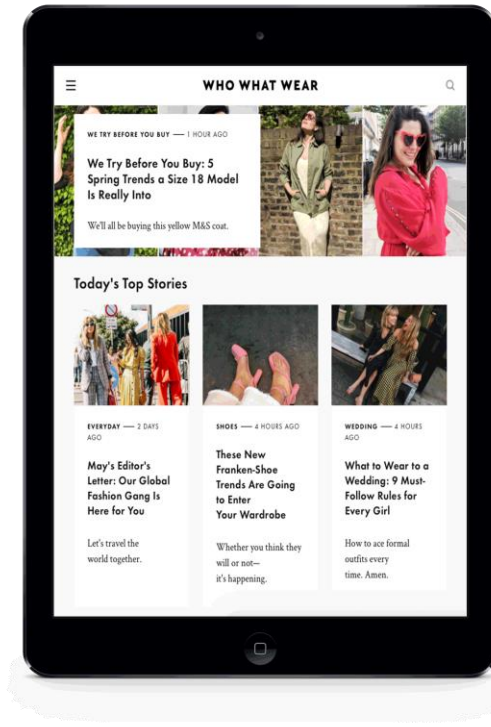 WHO WHAT WEAR
WE TRY BEFORE YOU BUY — 1 HOUR AGO
We Try Before You Buy: 5
Spring Trends a Size 18 Model
Is Really Into
We'll all be buying this yellow M&S coat.
Today's Top Stories
EVERYDAY — 2 DAYS
AGO
May's Editor's
Letter: Our Global
Fashion Gang Is
Here for You
Let's travel the
world together.
SHOES — 4 HOURS AGO
These New
Franken-Shoe
Trends Are Going
to Enter
Your Wardrobe
Whether you think they
will or not—
it's happening.
WEDDING — 4 HOURS
AGO
What to Wear to a
Wedding: 9 Must-
Follow Rules for
Every Girl
How to ace formal
outfits every
time. Amen.